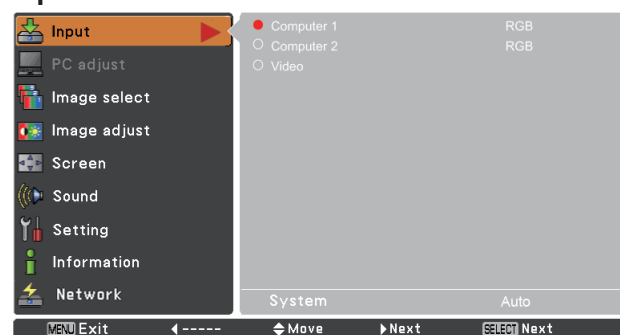 Input
PC adjust
Image select
Image adjust
Screen
Sound
Setting
Information
Network
Computer 1 RGB
Computer 2 RGB
Video
System Auto
MENU Exit ----- Move Next SELECT Next